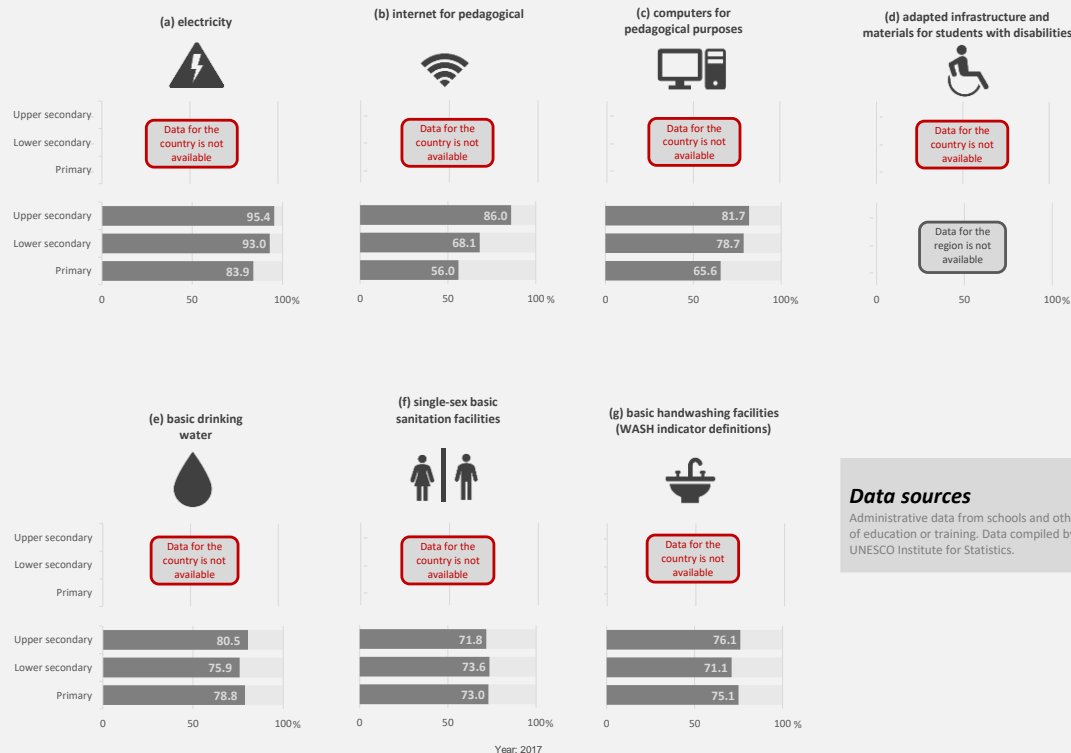 (a) electricity
(b) internet for pedagogical
(c) computers for
pedagogical purposes
(d) adapted infrastructure and
materials for students with disabilities
Upper secondary
Lower secondary
Primary
Data for the
country is not
available
Data for the
country is not
available
Data for the
country is not
available
Data for the
country is not
available
Upper secondary
Lower secondary
Primary
95.4
93.0
83.9
0 50 100%
86.0
68.1
56.0
0 50 100%
81.7
78.7
65.6
0 50 100%
Data for the
region is not
available
0 50 100%
(e) basic drinking
water
(f) single-sex basic
sanitation facilities
(g) basic handwashing facilities
(WASH indicator definitions)
Upper secondary
Lower secondary
Primary
Data for the
country is not
available
Data for the
country is not
available
Data for the
country is not
available
Upper secondary
Lower secondary
Primary
80.5
75.9
78.8
0 50 100%
71.8
73.6
73.0
0 50 100%
76.1
71.1
75.1
0 50 100 %
Year: 2017
Data sources
Administrative data from schools and oth
of education or training. Data compiled by
UNESCO Institute for Statistics.